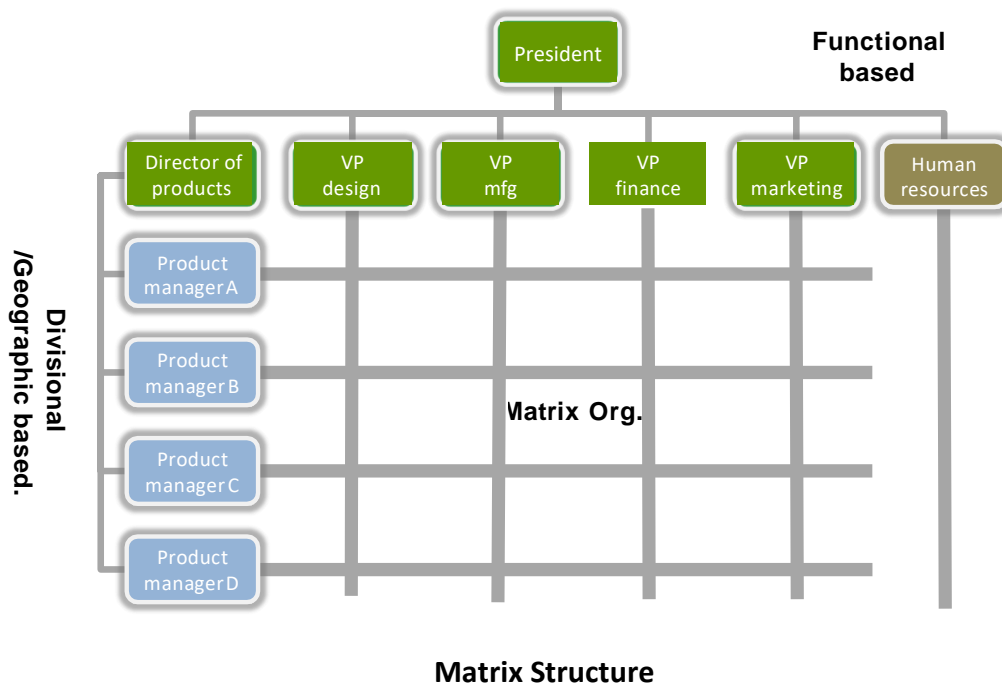 President
Functional
based
Director of
products
VP
design
VP
mfg
VP
finance
VP
marketing
Human
resources
Divisional
/Geographic based.
Product
manager A
Product
manager B
Matrix Org.
Product
manager C
Product
manager D
Matrix Structure